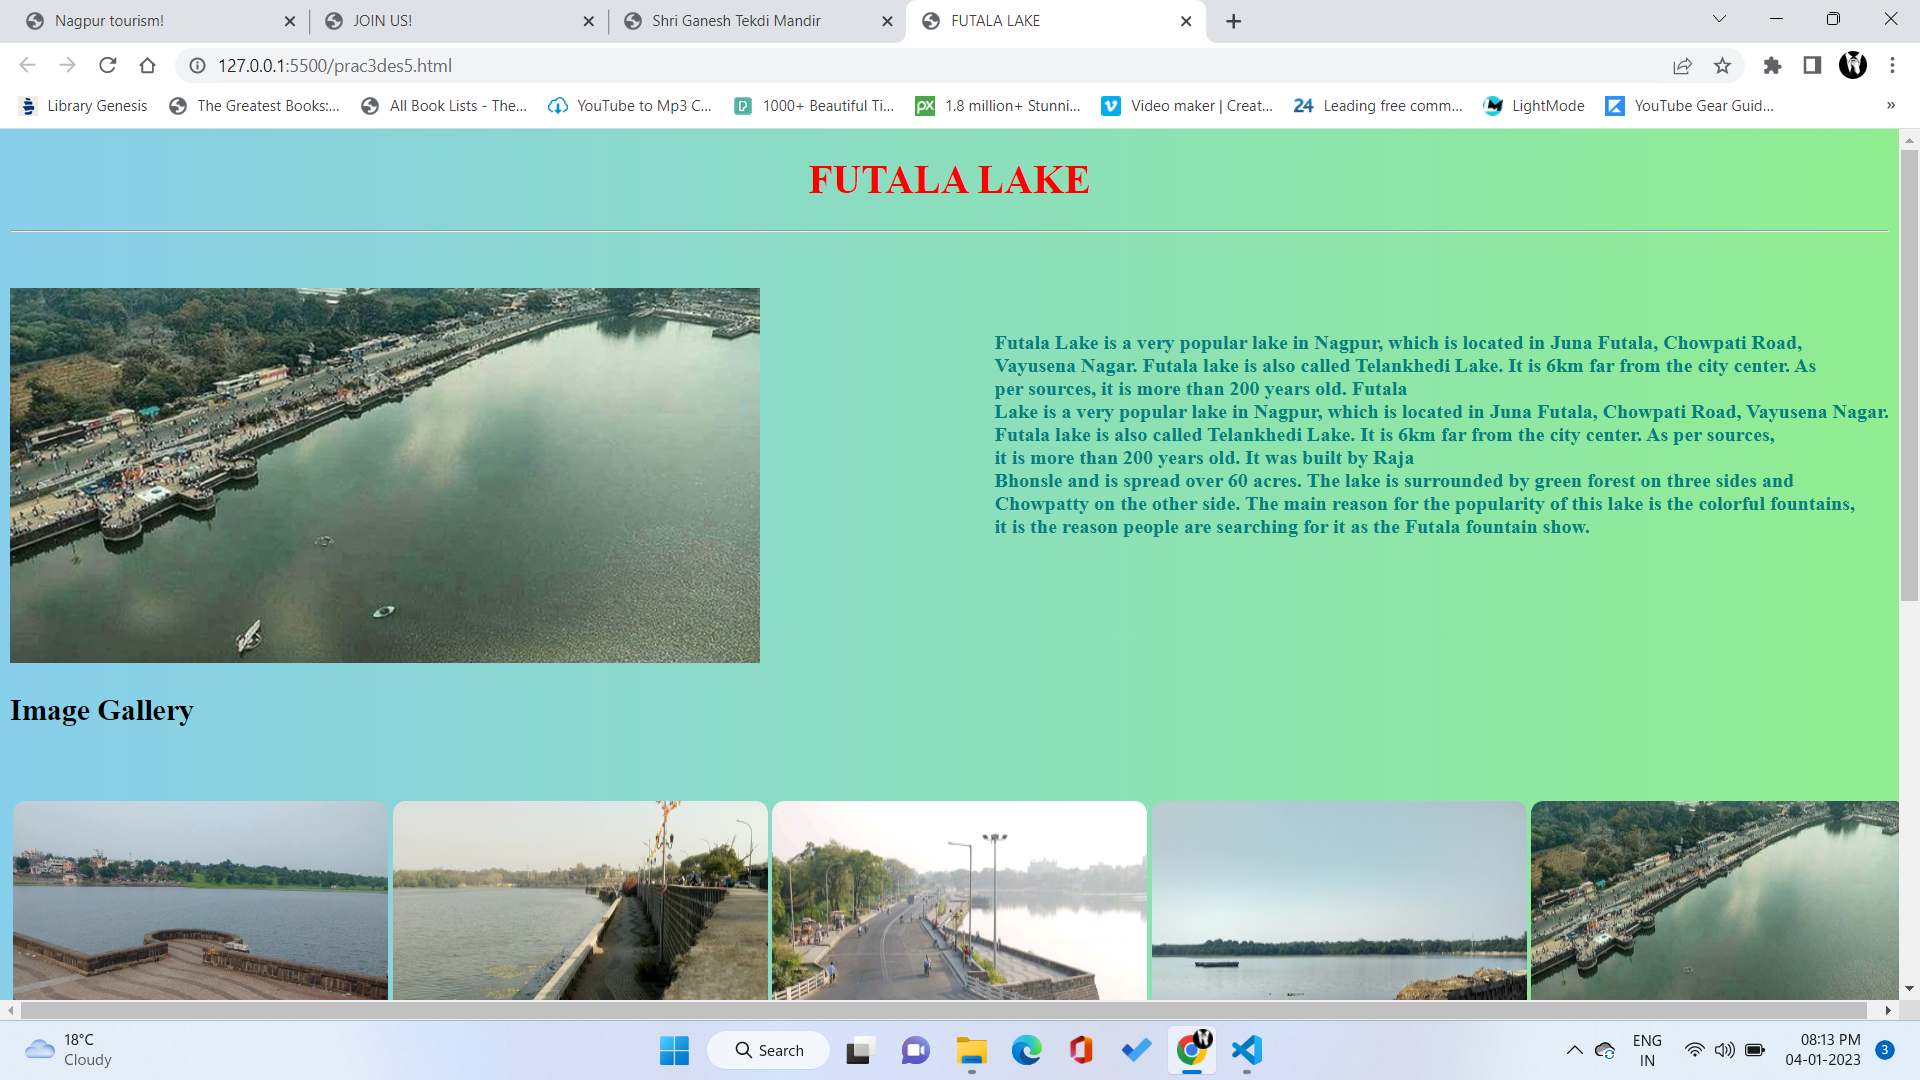 Nagpur tourism!
JOIN US!
Shri Ganesh Tekdi Mandir
FUTALA LAKE
127.0.0.1:5500/prac3des5.html
Library Genesis
The Greatest Books:...
All Book Lists - The...
YouTube to Mp3 C...
1000+ Beautiful Ti...
1.8 million+ Stunni...
Video maker | Creat...
24 Leading free comm...
LightMode
YouTube Gear Guid...
»
FUTALA LAKE
Futala Lake is a very popular lake in Nagpur, which is located in Juna Futala, Chowpati Road,
Vayusena Nagar. Futala lake is also called Telankhedi Lake. It is 6km far from the city center. As
per sources, it is more than 200 years old. Futala
Lake is a very popular lake in Nagpur, which is located in Juna Futala, Chowpati Road, Vayusena Nagar.
Futala lake is also called Telankhedi Lake. It is 6km far from the city center. As per sources,
it is more than 200 years old. It was built by Raja
Bhonsle and is spread over 60 acres. The lake is surrounded by green forest on three sides and
Chowpatty on the other side. The main reason for the popularity of this lake is the colorful fountains,
it is the reason people are searching for it as the Futala fountain show.
Image Gallery
18°C
Cloudy
Search
ENG
IN
08:13 PM
04-01-2023
3